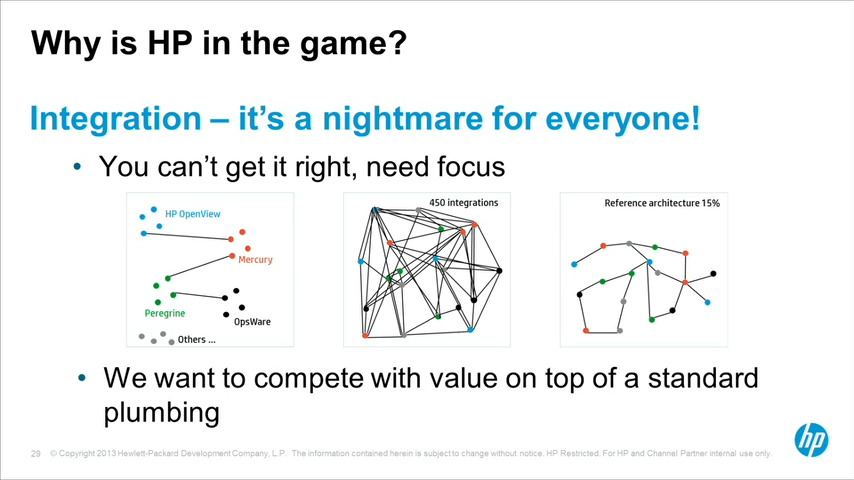 Why is HP in the game?
Integration – it's a nightmare for everyone!
• You can't get it right, need focus
HP OpenView
Mercury
Peregrine
OpsWare
Others ...
450 integrations
Reference architecture 15%
• We want to compete with value on top of a standard
plumbing
29 © Copyright 2013 Hewlett-Packard Development Company, L.P. The information contained herein is subject to change without notice. HP Restricted. For HP and Channel Partner internal use only.
hp